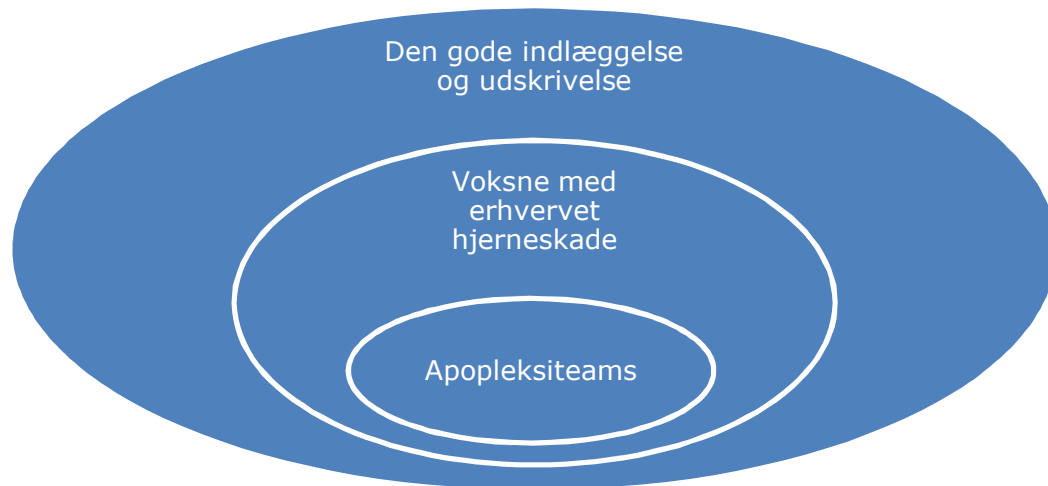 Den gode indlæggelse
og udskrivelse
Voksne med
erhvervet
hjerneskade
Apopleksiteams